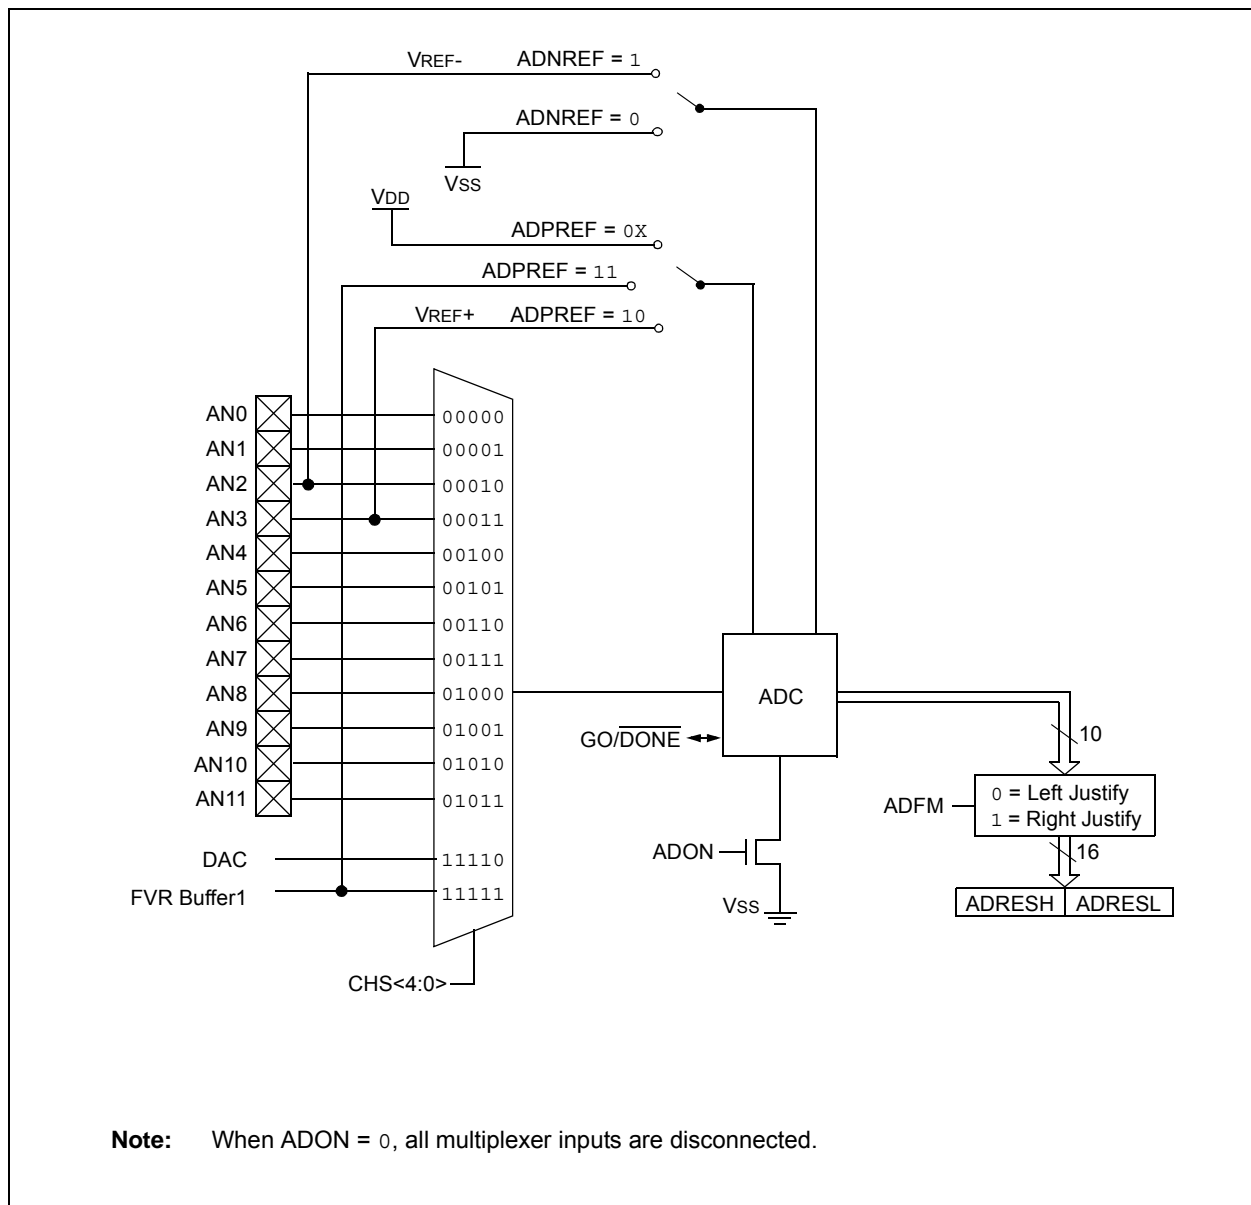 VREF- ADNREF = 1
ADNREF = 0
VSS
VDD
ADPREF = 0X
ADPREF = 11
VREF+ ADPREF = 10
AN0 00000
AN1 00001
AN2 00010
AN3 00011
AN4 00100
AN5 00101
AN6 00110
AN7 00111
AN8 01000
AN9 01001
AN10 01010
AN11 01011
DAC 11110
FVR Buffer1 11111
CHS<4:0>
ADC
GO/DONE
ADON
VSS
10
ADFM
0 = Left Justify
1 = Right Justify
16
ADRESH ADRESL
Note: When ADON = 0, all multiplexer inputs are disconnected.